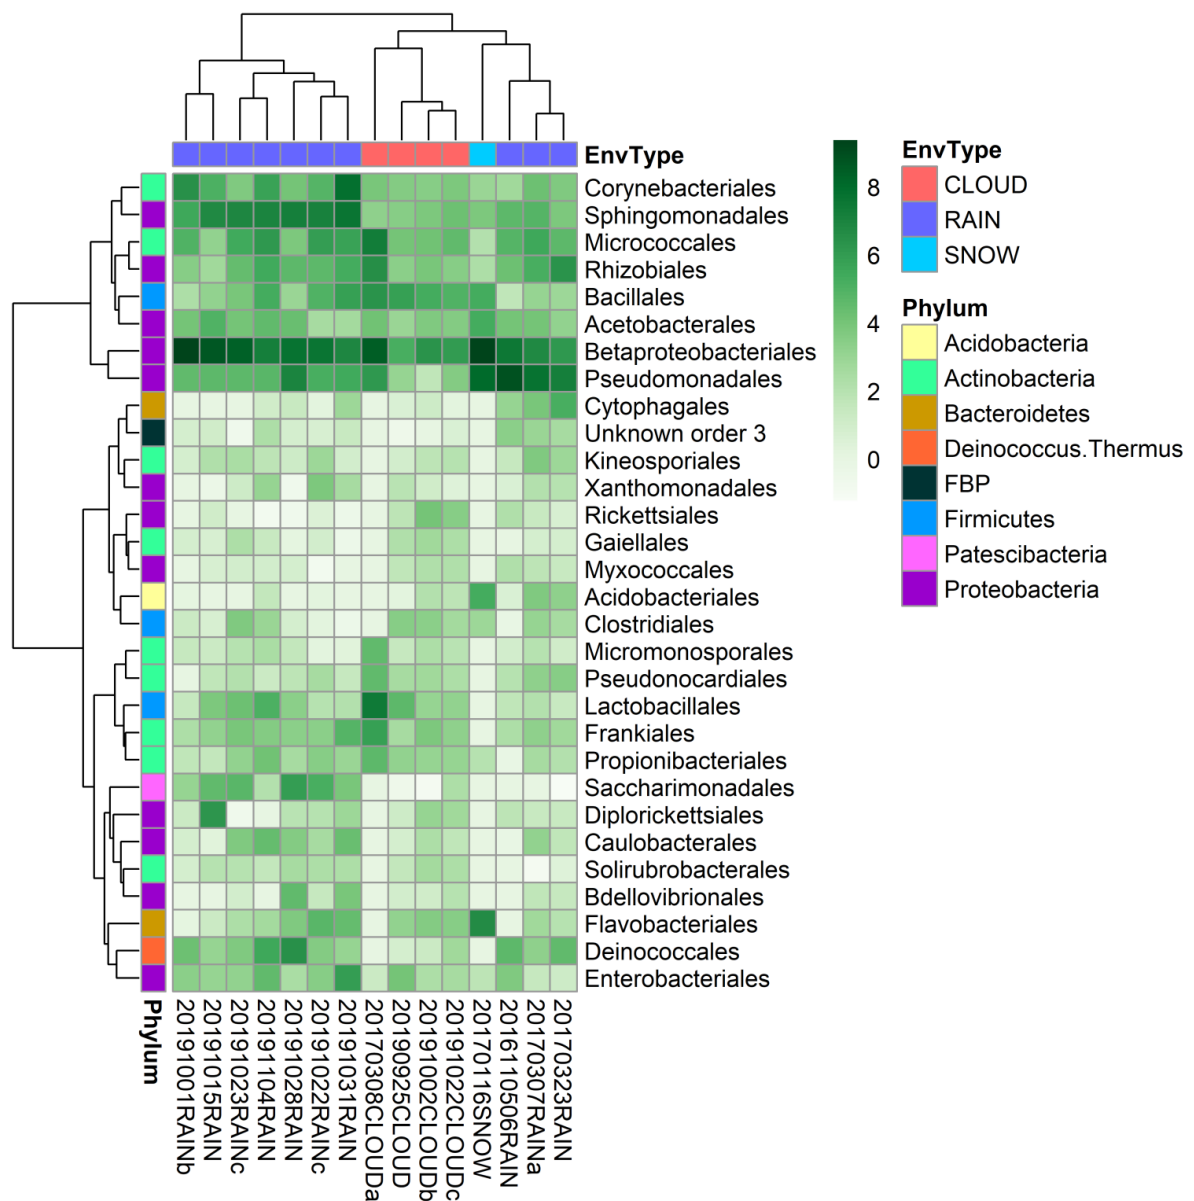 EnvType
Corynebacteriales
Sphingomonadales
Micrococcales
Rhizobiales
Bacillales
Acetobacterales
Betaproteobacteriales
Pseudomonadales
Cytophagales
Unknown order 3
Kineosporiales
Xanthomonadales
Rickettsiales
Gaiellales
Myxococcales
Acidobacteriales
Clostridiales
Micromonosporales
Pseudonocardiales
Lactobacillales
Frankiales
Propionibacteriales
Saccharimonadales
Diplorickettsiales
Caulobacterales
Solirubrobacterales
Bdellovibrionales
Flavobacteriales
Deinococcales
Enterobacteriales
8
6
4
2
0
EnvType
CLOUD
RAIN
SNOW
Phylum
Acidobacteria
Actinobacteria
Bacteroidetes
Deinococcus.Thermus
FBP
Firmicutes
Patescibacteria
Proteobacteria
Phylum
20191001RAINb
20191015RAIN
20191023RAINc
20191104RAIN
20191028RAIN
20191022RAINc
20191031RAIN
20170308CLOUDa
20190925CLOUD
20191002CLOUDb
20191022CLOUDc
20170116SNOW
2016110506RAIN
20170307RAINa
20170323RAIN